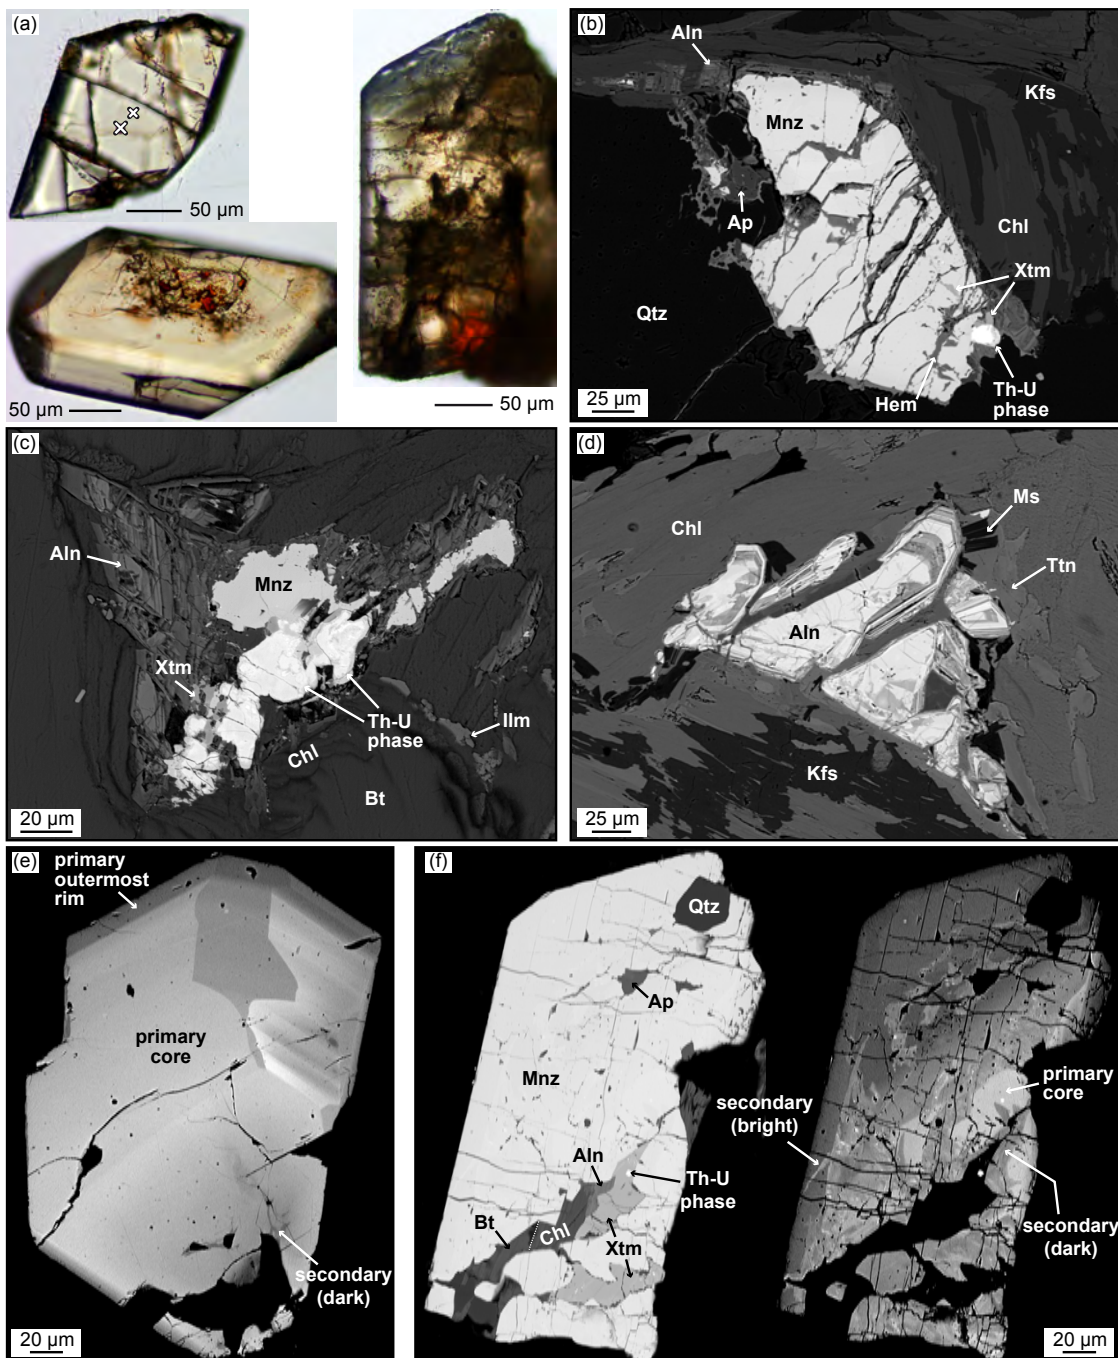 (a)
50 µm
50 µm
50 µm
(b)
Aln
Kfs
Mnz
Ap
Chl
Xtm
Qtz
Hem
Th-U
phase
25 µm
(c)
Aln
Mnz
Xtm
Th-U
phase
Ilm
Chl
Bt
20 µm
(d)
Ms
Chl
Ttn
Aln
Kfs
25 µm
(e)
primary
outermost
rim
primary
core
secondary
(dark)
20 µm
(f)
Qtz
Ap
Mnz
Aln
Th-U
phase
Bt
Chl
Xtm
primary
core
secondary
(bright)
secondary
(dark)
20 µm
20 µm